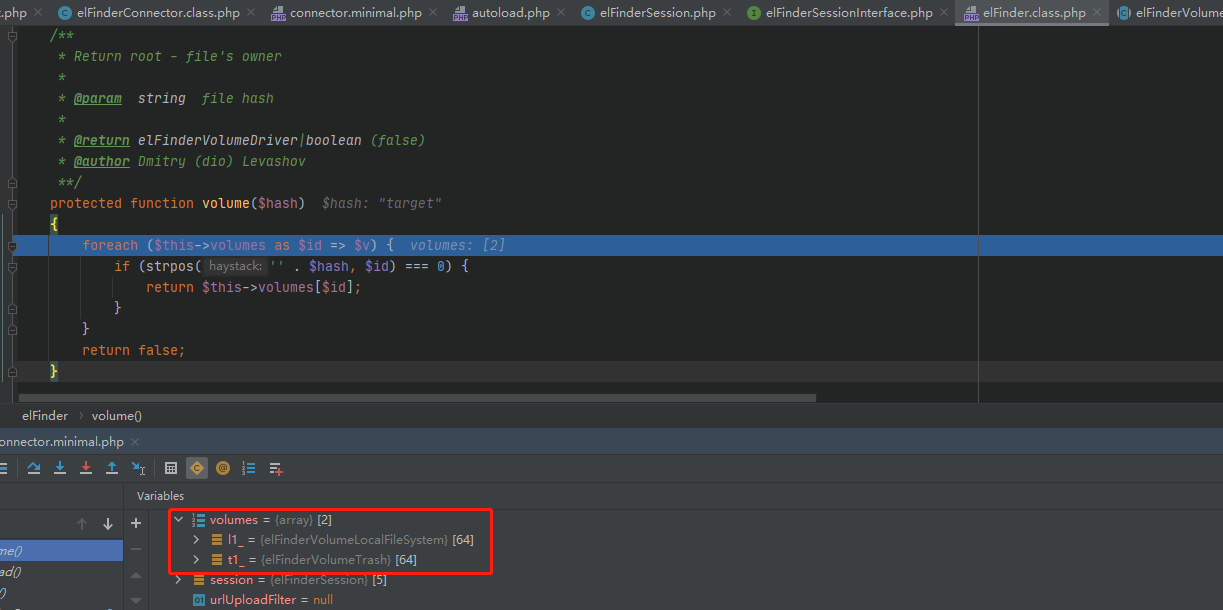 .php × elFinderConnector.class.php × connector.minimal.php × autoload.php × elFinderSession.php × elFinderSessionInterface.php × elFinder.class.php × elFinderVolume
/**
* Return root - file's owner
*
* @param string file hash
*
* @return elFinderVolumeDriver|boolean (false)
* @author Dmitry (dio) Levashov
**/
protected function volume($hash) $hash: "target"
{
foreach ($this->volumes as $id => $v) { volumes: [2]
if (strpos( haystack: '' . $hash, $id) === 0) {
return $this->volumes[$id];
}
}
return false;
}
elFinder > volume()
onnector.minimal.php ×
Variables
volumes = {array} [2]
l1_ = {elFinderVolumeLocalFileSystem} [64]
me()
t1_ = {elFinderVolumeTrash} [64]
ad()
session = {elFinderSession} [5]
()
urlUploadFilter = null